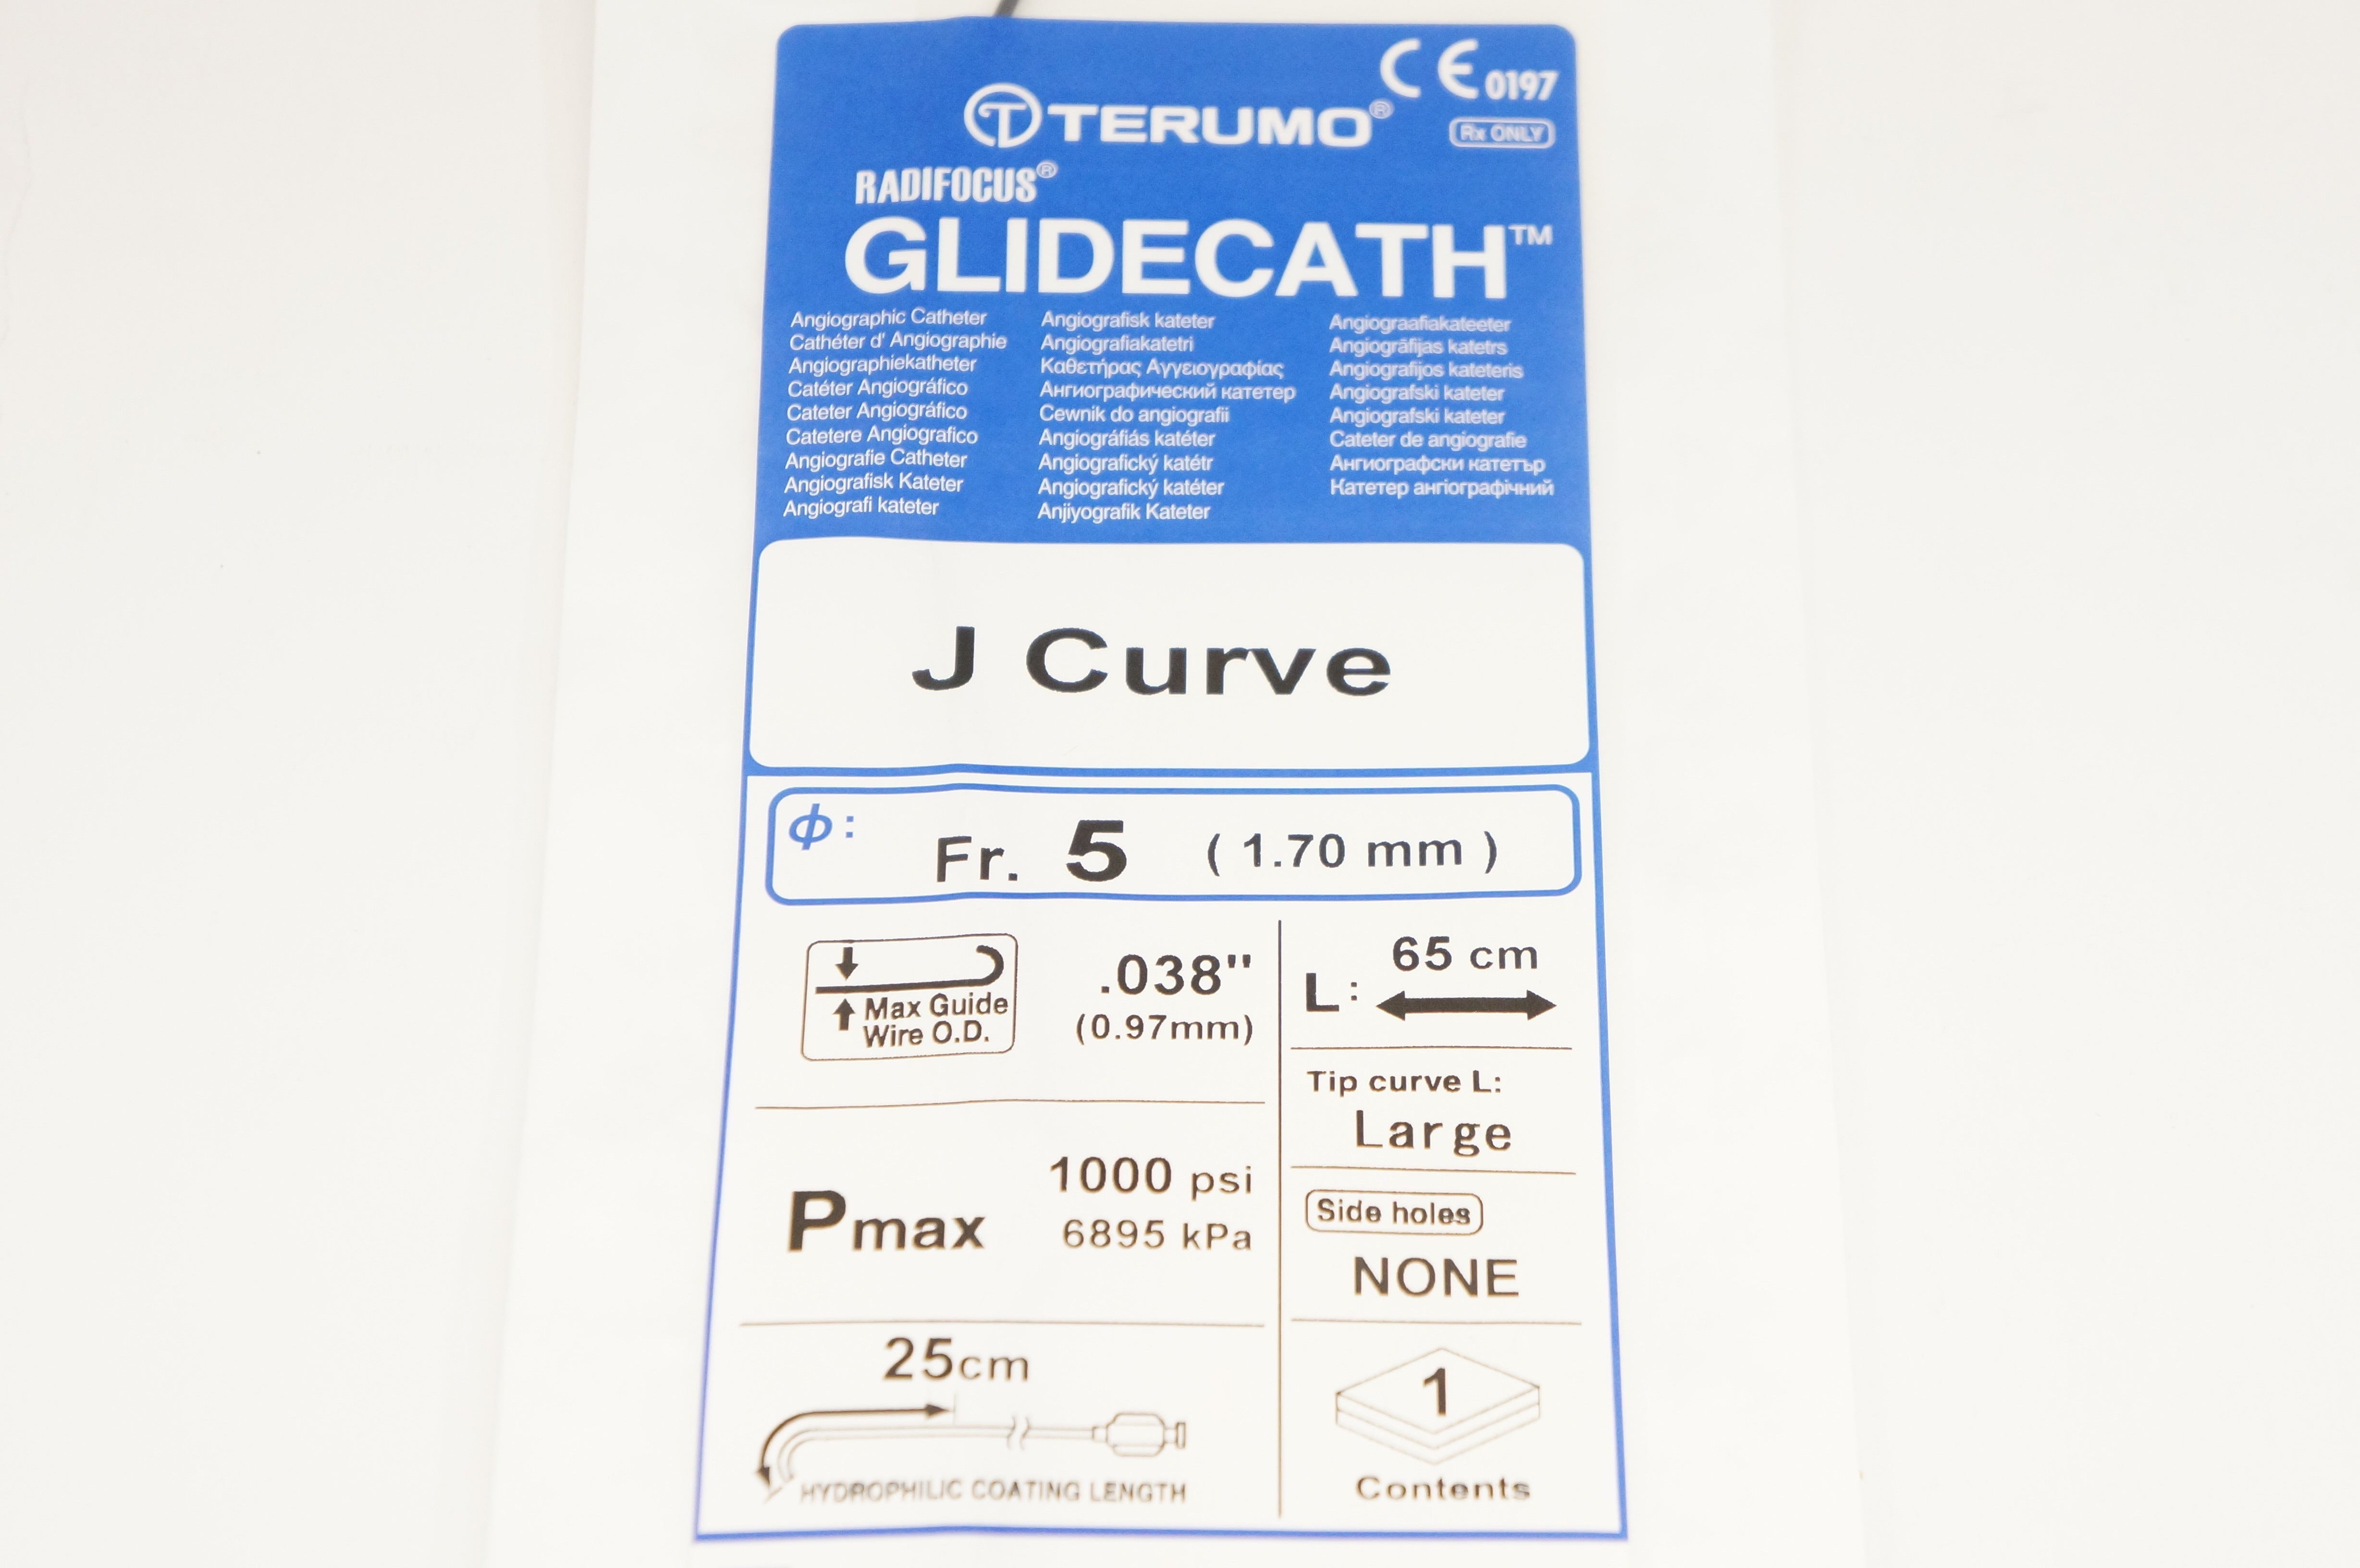 CE 0197
TERUMO®
Rx ONLY
RADIFOCUS®
GLIDECATH™
Angiographic Catheter
Cathéter d' Angiographie
Angiographiekatheter
Catéter Angiográfico
Cateter Angiográfico
Catetere Angiografico
Angiografie Catheter
Angiografisk Kateter
Angiografi kateter
Angiografisk kateter
Angiografiakatetri
Καθετήρας Αγγειογραφίας
Ангиографический катетер
Cewnik do angiografii
Angiográfiás katéter
Angiografický katétr
Angiografický katéter
Anjiyografik Kateter
Angiograafiakateeter
Angiogrāfijas katetrs
Angiografijos kateteris
Angiografski kateter
Angiografski kateter
Cateter de angiografie
Ангиографски катетър
Катетер ангіографічний
J Curve
ϕ:
Fr. 5 ( 1.70 mm )
Max Guide
Wire O.D.
.038"
(0.97mm)
L: 65 cm
Tip curve L:
Large
Pmax
1000 psi
6895 kPa
Side holes
NONE
25cm
HYDROPHILIC COATING LENGTH
1
Contents